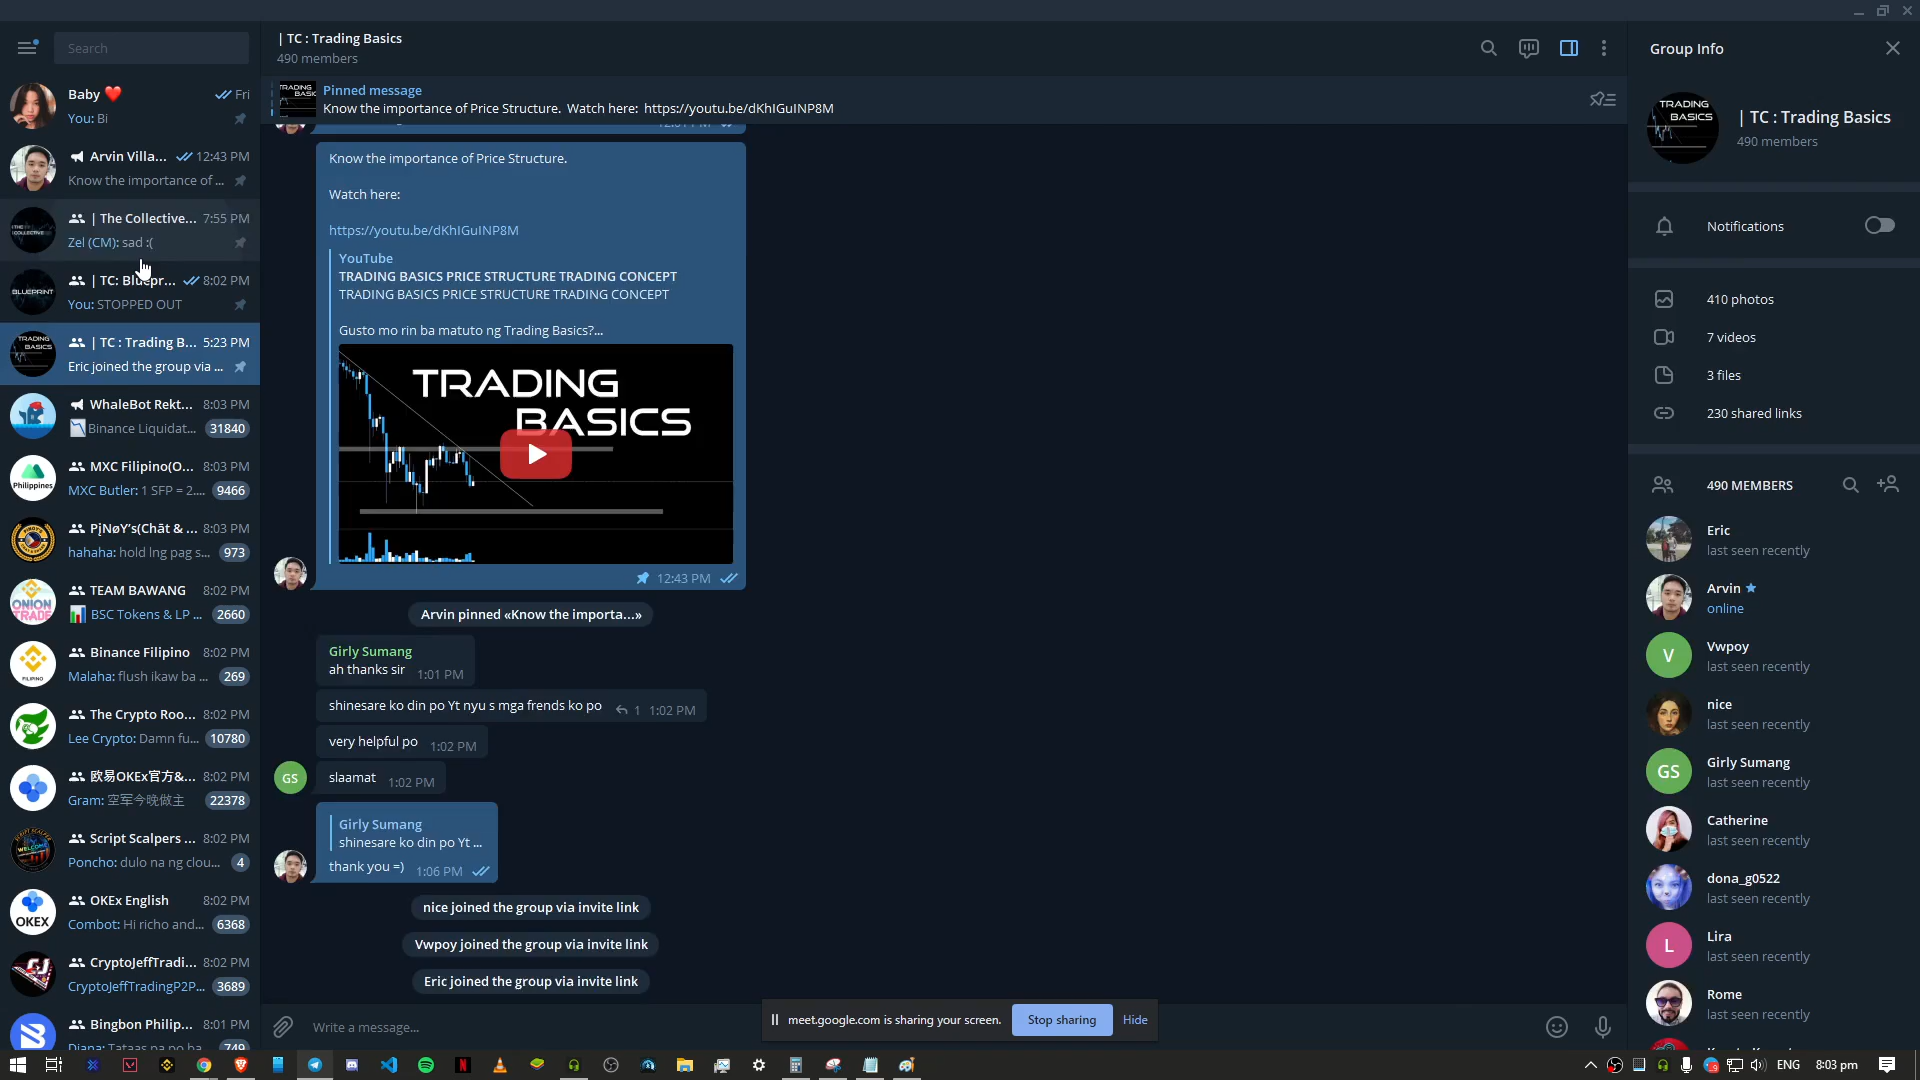 Search
Baby ❤️
Fri
You: Bi
Arvin Villa...
12:43 PM
Know the importance of ...
| The Collective...
7:55 PM
Zel (CM): sad :(
| TC: Bluepr...
8:02 PM
You: STOPPED OUT
| TC : Trading B...
5:23 PM
Eric joined the group via ...
WhaleBot Rekt...
8:03 PM
Binance Liquidat...
31840
MXC Filipino(O...
8:03 PM
MXC Butler: 1 SFP = 2....
9466
PįNøY’s(Chāt & ...
8:03 PM
hahaha: hold lng pag s...
973
TEAM BAWANG
8:02 PM
BSC Tokens & LP ...
2660
Binance Filipino
8:02 PM
Malaha: flush ikaw ba ...
269
The Crypto Roo...
8:02 PM
Lee Crypto: Damn fu...
10780
欧易OKEx官方&...
8:02 PM
Gram: 空军今晚做主
22378
Script Scalpers ...
8:02 PM
Poncho: dulo na ng clou...
4
OKEx English
8:02 PM
Combot: Hi richo and...
6368
CryptoJeffTradi...
8:02 PM
CryptoJeffTradingP2P...
3689
Bingbon Philip...
8:01 PM
Diana: Tataas pa po ba
749
BLUEPRINT
TRADING
BASICS
Philippines
ONION
TRADE
FILIPINO
WELCOME
OKEX
| TC : Trading Basics
490 members
Pinned message
Know the importance of Price Structure. Watch here: https://youtu.be/dKhIGuINP8M
Know the importance of Price Structure.
Watch here:
https://youtu.be/dKhIGuINP8M
YouTube
TRADING BASICS PRICE STRUCTURE TRADING CONCEPT
TRADING BASICS PRICE STRUCTURE TRADING CONCEPT
Gusto mo rin ba matuto ng Trading Basics?...
TRADING
BASICS
12:43 PM
Arvin pinned «Know the importa...»
Girly Sumang
ah thanks sir
1:01 PM
shinesare ko din po Yt nyu s mga frends ko po
1
1:02 PM
very helpful po
1:02 PM
GS
slaamat
1:02 PM
Girly Sumang
shinesare ko din po Yt ...
thank you =)
1:06 PM
nice joined the group via invite link
Vwpoy joined the group via invite link
Eric joined the group via invite link
Write a message...
meet.google.com is sharing your screen.
Stop sharing
Hide
Group Info
TRADING
BASICS
| TC : Trading Basics
490 members
Notifications
410 photos
7 videos
3 files
230 shared links
490 MEMBERS
Eric
last seen recently
Arvin
online
V
Vwpoy
last seen recently
nice
last seen recently
GS
Girly Sumang
last seen recently
Catherine
last seen recently
dona_g0522
last seen recently
L
Lira
last seen recently
Rome
last seen recently
ENG
8:03 pm